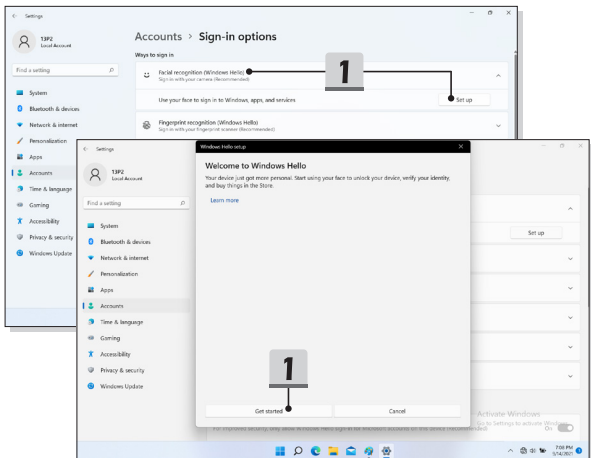 Settings
13P2
Local Account
Find a setting
System
Bluetooth & devices
Network & internet
Personalization
Apps
Accounts
Time & language
Gaming
Accessibility
Privacy & security
Windows Update
Accounts > Sign-in options
Ways to sign in
Facial recognition (Windows Hello)
Sign in with your camera (Recommended)
1
Use your face to sign in to Windows, apps, and services
Set up
Fingerprint recognition (Windows Hello)
Sign in with your fingerprint scanner (Recommended)
Settings
13P2
Local Account
Find a setting
System
Bluetooth & devices
Network & internet
Personalization
Apps
Accounts
Time & language
Gaming
Accessibility
Privacy & security
Windows Update
Windows Hello setup
Welcome to Windows Hello
Your device just got more personal. Start using your face to unlock your device, verify your identity,
and buy things in the Store.
Learn more
1
Get started
Cancel
Set up
Activate Windows
Go to Settings to activate Windows.
On
7:08 PM